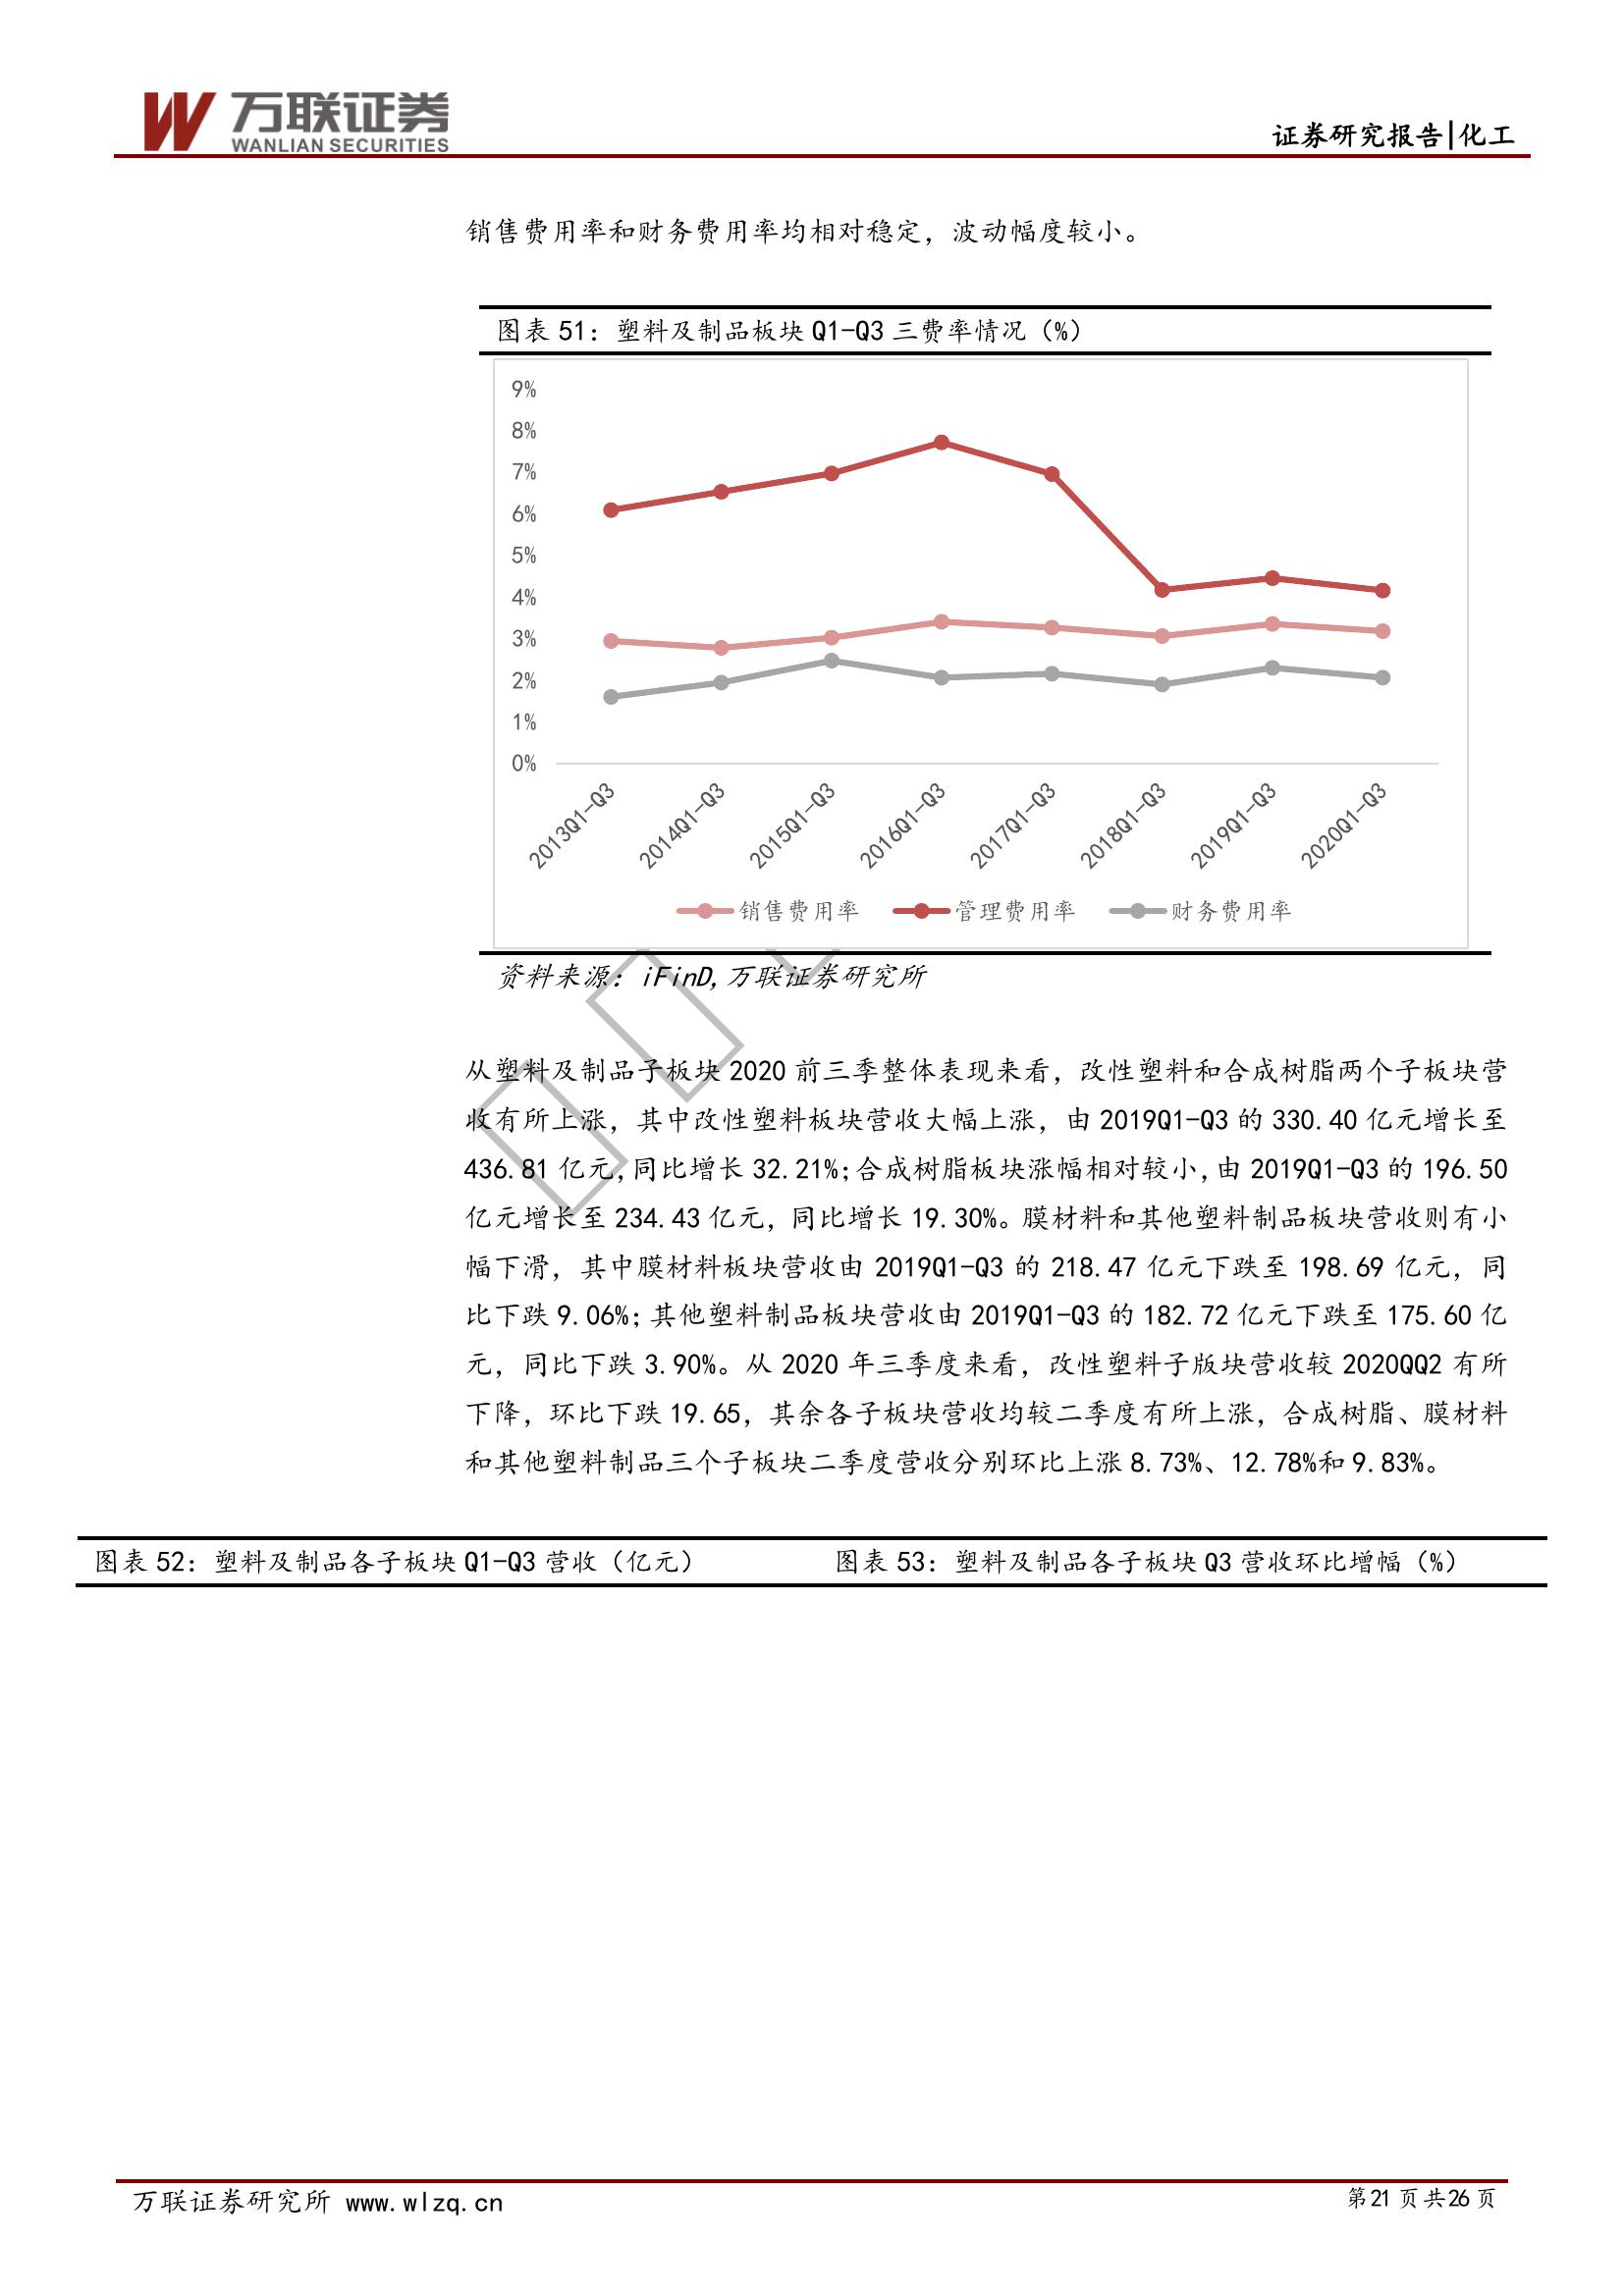 万联证券
WANLIAN SECURITIES
证券研究报告|化工
销售费用率和财务费用率均相对稳定，波动幅度较小。
图表 51：塑料及制品板块 Q1-Q3 三费率情况（%）
9%
8%
7%
6%
5%
4%
3%
2%
1%
0%
2013Q1-Q3
2014Q1-Q3
2015Q1-Q3
2016Q1-Q3
2017Q1-Q3
2018Q1-Q3
2019Q1-Q3
2020Q1-Q3
销售费用率 管理费用率 财务费用率
资料来源：iFinD,万联证券研究所
从塑料及制品子板块 2020 前三季整体表现来看，改性塑料和合成树脂两个子板块营
收有所上涨，其中改性塑料板块营收大幅上涨，由 2019Q1-Q3 的 330.40 亿元增长至
436.81 亿元,同比增长 32.21%;合成树脂板块涨幅相对较小,由 2019Q1-Q3 的 196.50
亿元增长至 234.43 亿元，同比增长 19.30%。膜材料和其他塑料制品板块营收则有小
幅下滑，其中膜材料板块营收由 2019Q1-Q3 的 218.47 亿元下跌至 198.69 亿元，同
比下跌 9.06%;其他塑料制品板块营收由 2019Q1-Q3 的 182.72 亿元下跌至 175.60 亿
元，同比下跌 3.90%。从 2020 年三季度来看，改性塑料子版块营收较 2020QQ2 有所
下降，环比下跌 19.65，其余各子板块营收均较二季度有所上涨，合成树脂、膜材料
和其他塑料制品三个子板块二季度营收分别环比上涨 8.73%、12.78%和 9.83%。
图表 52：塑料及制品各子板块 Q1-Q3 营收（亿元）
图表 53：塑料及制品各子板块 Q3 营收环比增幅（%）
万联证券研究所 www.wlzq.cn
第21 页 共26 页